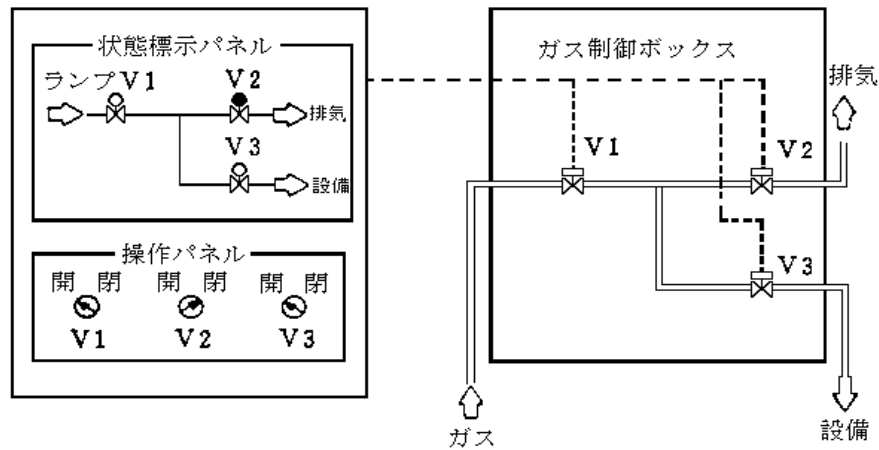 状態標示パネル
ランプ V1 V2
排気
V3
設備
操作パネル
開 閉 開 閉 開 閉
V1 V2 V3
ガス制御ボックス
排気
V1 V2
V3
ガス
設備